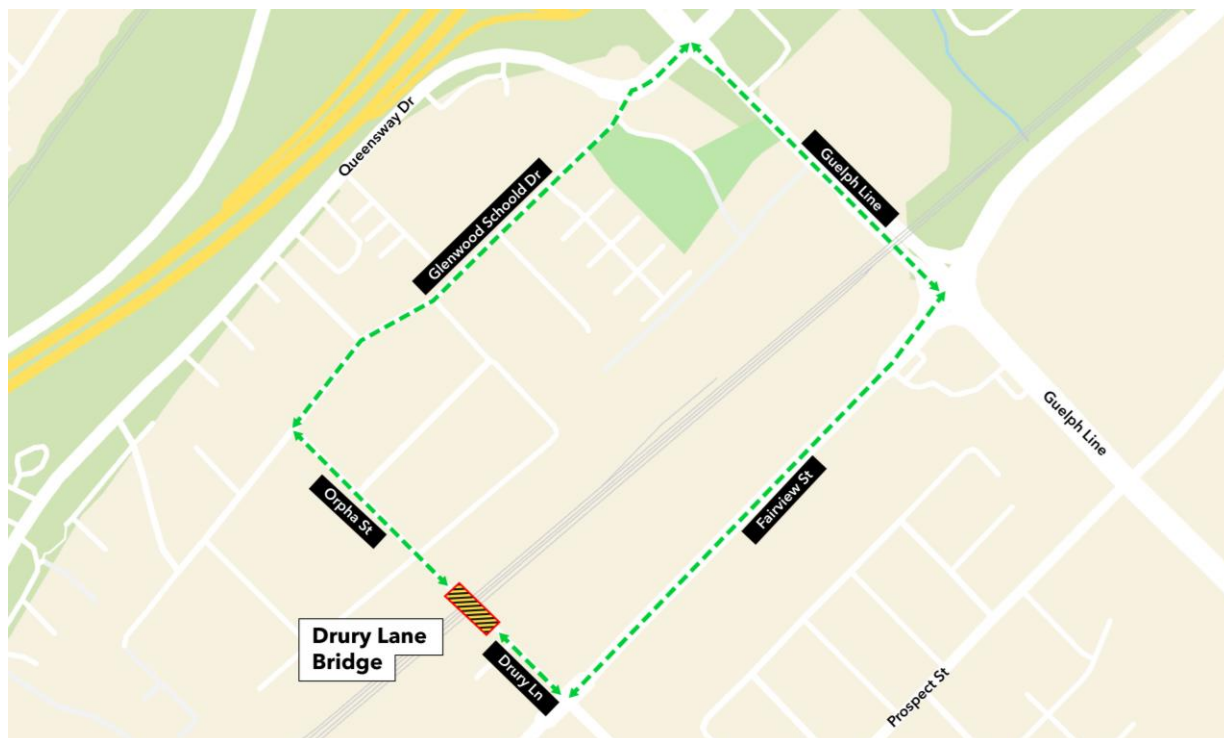 Queensway Dr
Glenwood Schoold Dr
Guelph Line
Guelph Line
Orpha St
Fairview St
Drury Lane
Bridge
Drury Ln
Prospect St